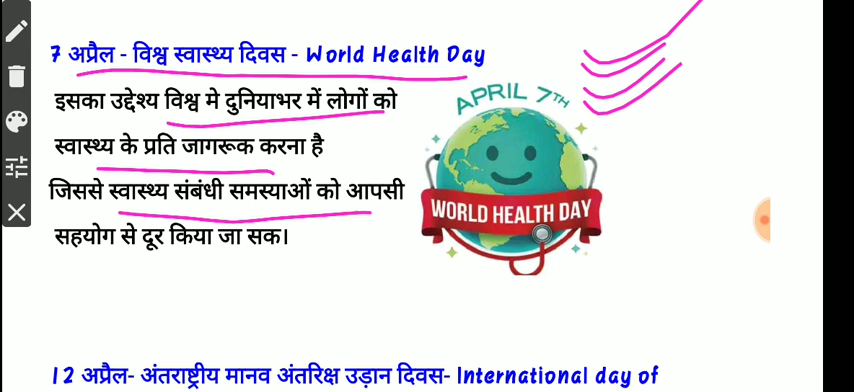 7 अप्रैल - विश्व स्वास्थ्य दिवस - World Health Day
इसका उद्देश्य विश्व मे दुनियाभर में लोगों को
स्वास्थ्य के प्रति जागरूक करना है
जिससे स्वास्थ्य संबंधी समस्याओं को आपसी
सहयोग से दूर किया जा सक।
APRIL 7TH
WORLD HEALTH DAY
12 अप्रैल- अंतराष्ट्रीय मानव अंतरिक्ष उड़ान दिवस- International day of